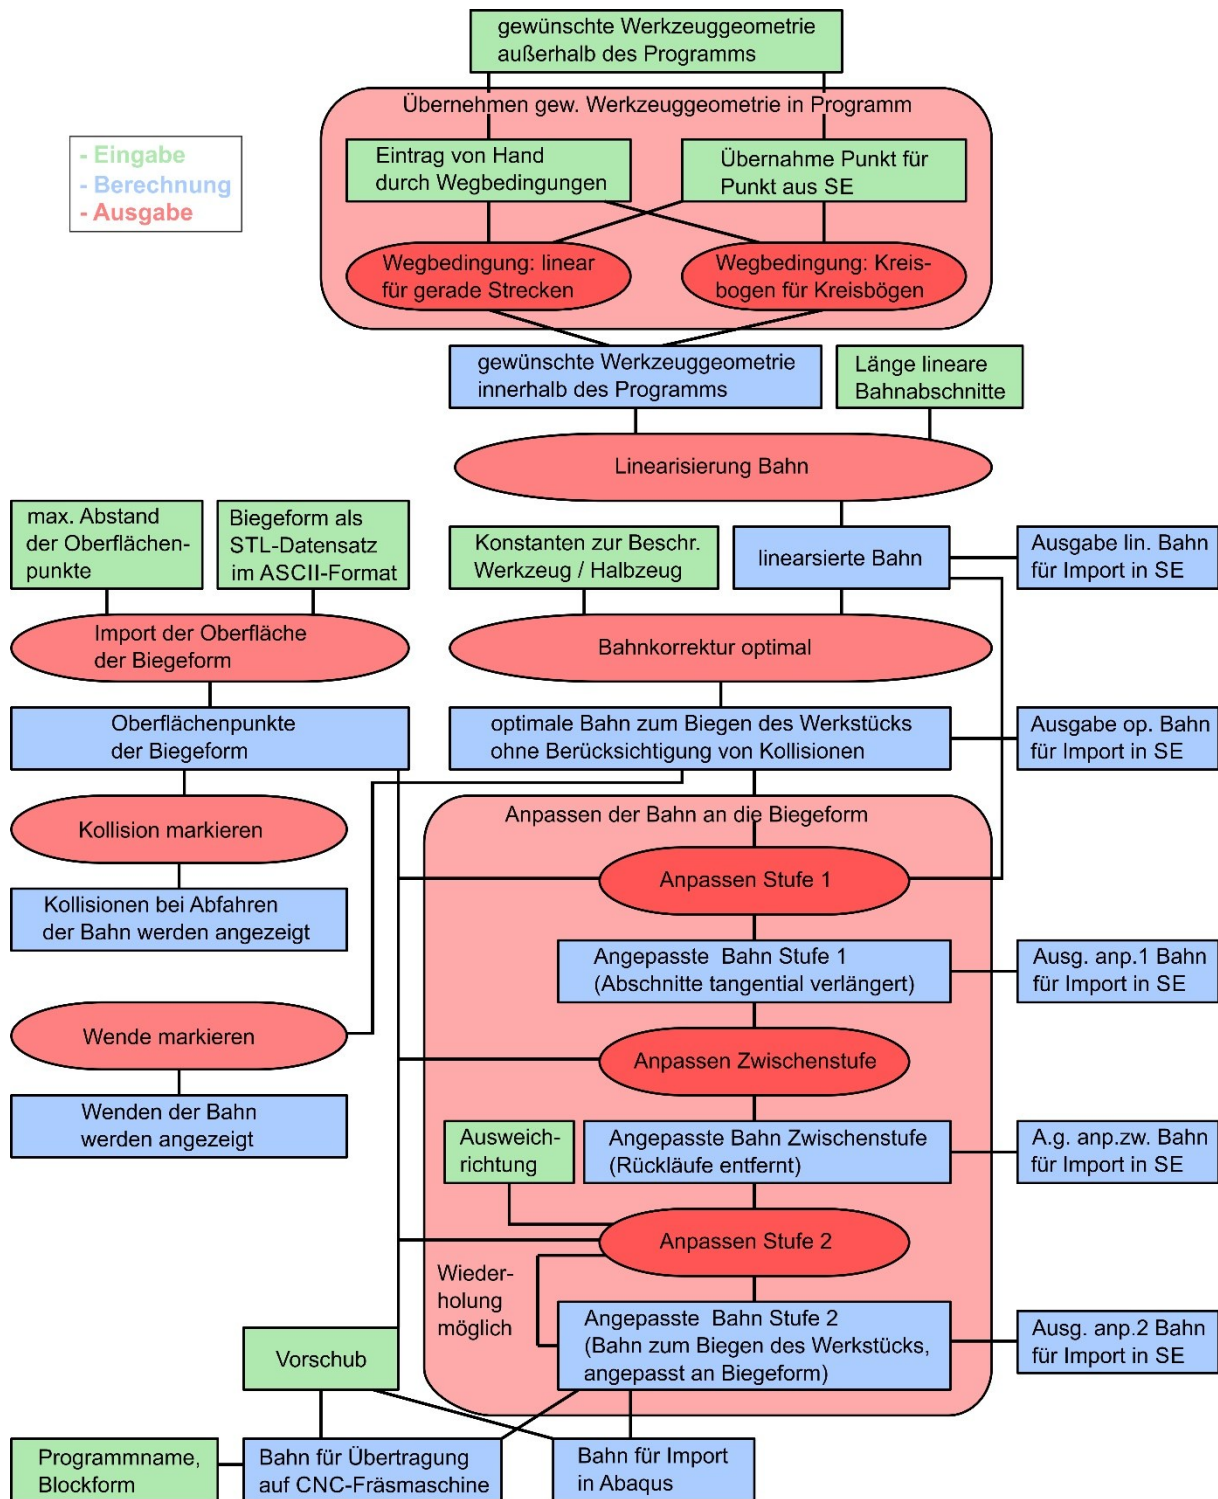 gewünschte Werkzeuggeometrie
außerhalb des Programms
Übernehmen gew. Werkzeuggeometrie in Programm
- Eingabe
- Berechnung
- Ausgabe
Eintrag von Hand
durch Wegbedingungen
Übernahme Punkt für
Punkt aus SE
Wegbedingung: linear
für gerade Strecken
Wegbedingung: Kreis-
bogen für Kreisbögen
gewünschte Werkzeuggeometrie
innerhalb des Programms
Länge lineare
Bahnabschnitte
Linearisierung Bahn
max. Abstand
der Oberflächen-
punkte
Biegeform als
STL-Datensatz
im ASCII-Format
Konstanten zur Beschr.
Werkzeug / Halbzeug
linearsierte Bahn
Ausgabe lin. Bahn
für Import in SE
Import der Oberfläche
der Biegeform
Bahnkorrektur optimal
Oberflächenpunkte
der Biegeform
optimale Bahn zum Biegen des Werkstücks
ohne Berücksichtigung von Kollisionen
Ausgabe op. Bahn
für Import in SE
Kollision markieren
Anpassen der Bahn an die Biegeform
Anpassen Stufe 1
Kollisionen bei Abfahren
der Bahn werden angezeigt
Angepasste Bahn Stufe 1
(Abschnitte tangential verlängert)
Ausg. anp.1 Bahn
für Import in SE
Wende markieren
Anpassen Zwischenstufe
Wenden der Bahn
werden angezeigt
Ausweich-
richtung
Angepasste Bahn Zwischenstufe
(Rückläufe entfernt)
A.g. anp.zw. Bahn
für Import in SE
Anpassen Stufe 2
Wieder-
holung
möglich
Angepasste Bahn Stufe 2
(Bahn zum Biegen des Werkstücks,
angepasst an Biegeform)
Ausg. anp.2 Bahn
für Import in SE
Vorschub
Programmname,
Blockform
Bahn für Übertragung
auf CNC-Fräsmaschine
Bahn für Import
in Abaqus